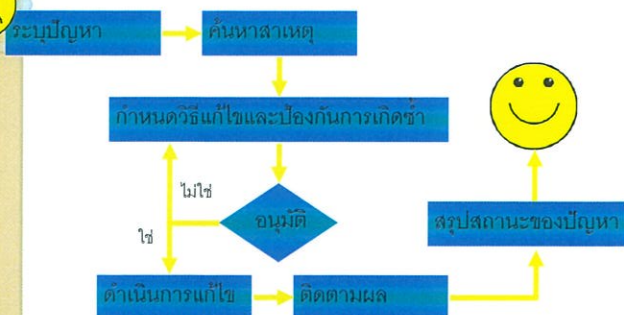 ระบุปัญหา
ค้นหาสาเหตุ
กำหนดวิธีแก้ไขและป้องกันการเกิดซ้ำ
ไม่ใช่
อนุมัติ
ใช่
สรุปสถานะของปัญหา
ดำเนินการแก้ไข
ติดตามผล